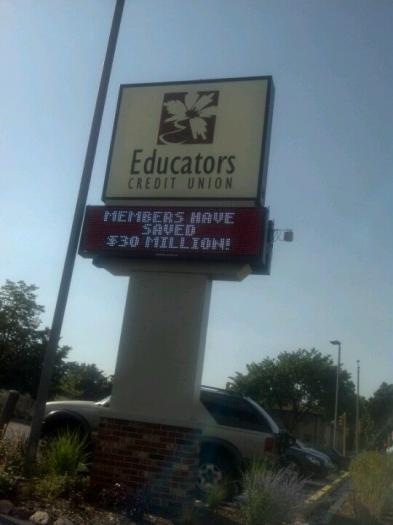 Educators
CREDIT UNION
MEMBERS HAVE
SAVED
$30 MILLION!